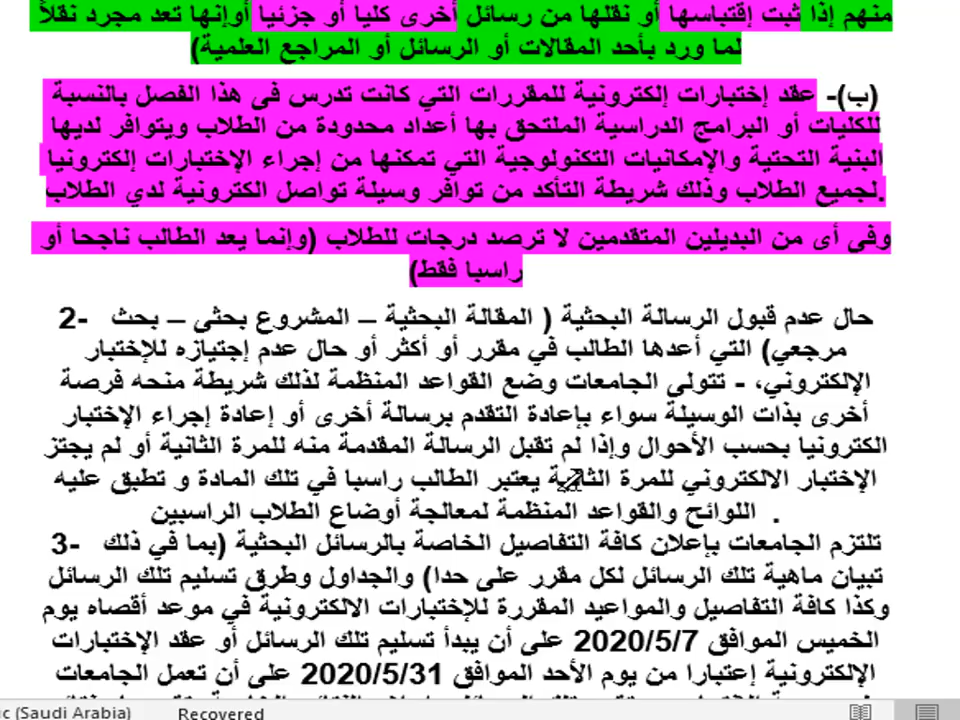 منهم إذا ثبت إقتباسها أو نقلها من رسائل أخرى كليا أو جزئيا أوإنها تعد مجرد نقلاً
لما ورد بأحد المقالات أو الرسائل أو المراجع العلمية)
(ب)- عقد إختبارات إلكترونية للمقررات التي كانت تدرس فى هذا الفصل بالنسبة
للكليات أو البرامج الدراسية الملتحق بها أعداد محدودة من الطلاب ويتوافر لديها
البنية التحتية والإمكانيات التكنولوجية التي تمكنها من إجراء الإختبارات إلكترونيا
لجميع الطلاب وذلك شريطة التأكد من توافر وسيلة تواصل الكترونية لدي الطلاب.
وفى أى من البديلين المتقدمين لا ترصد درجات للطلاب (وإنما يعد الطالب ناجحا أو
راسبا فقط)
2- حال عدم قبول الرسالة البحثية ( المقالة البحثية – المشروع بحثى – بحث
مرجعي) التي أعدها الطالب في مقرر أو أكثر أو حال عدم إجتيازه للإختبار
الإلكتروني، - تتولى الجامعات وضع القواعد المنظمة لذلك شريطة منحه فرصة
أخرى بذات الوسيلة سواء بإعادة التقدم برسالة أخرى أو إعادة إجراء الإختبار
الكترونيا بحسب الأحوال وإذا لم تقبل الرسالة المقدمة منه للمرة الثانية أو لم يجتز
الإختبار الالكتروني للمرة الثانية يعتبر الطالب راسبا في تلك المادة و تطبق عليه
اللوائح والقواعد المنظمة لمعالجة أوضاع الطلاب الراسبين .
3- تلتزم الجامعات بإعلان كافة التفاصيل الخاصة بالرسائل البحثية (بما في ذلك
تبيان ماهية تلك الرسائل لكل مقرر على حدا) والجداول وطرق تسليم تلك الرسائل
وكذا كافة التفاصيل والمواعيد المقررة للإختبارات الالكترونية في موعد أقصاه يوم
الخميس الموافق 2020/5/7 على أن يبدأ تسليم تلك الرسائل أو عقد الإختبارات
الإلكترونية إعتبارا من يوم الأحد الموافق 2020/5/31 على أن تعمل الجامعات
(Saudi Arabia) Recovered